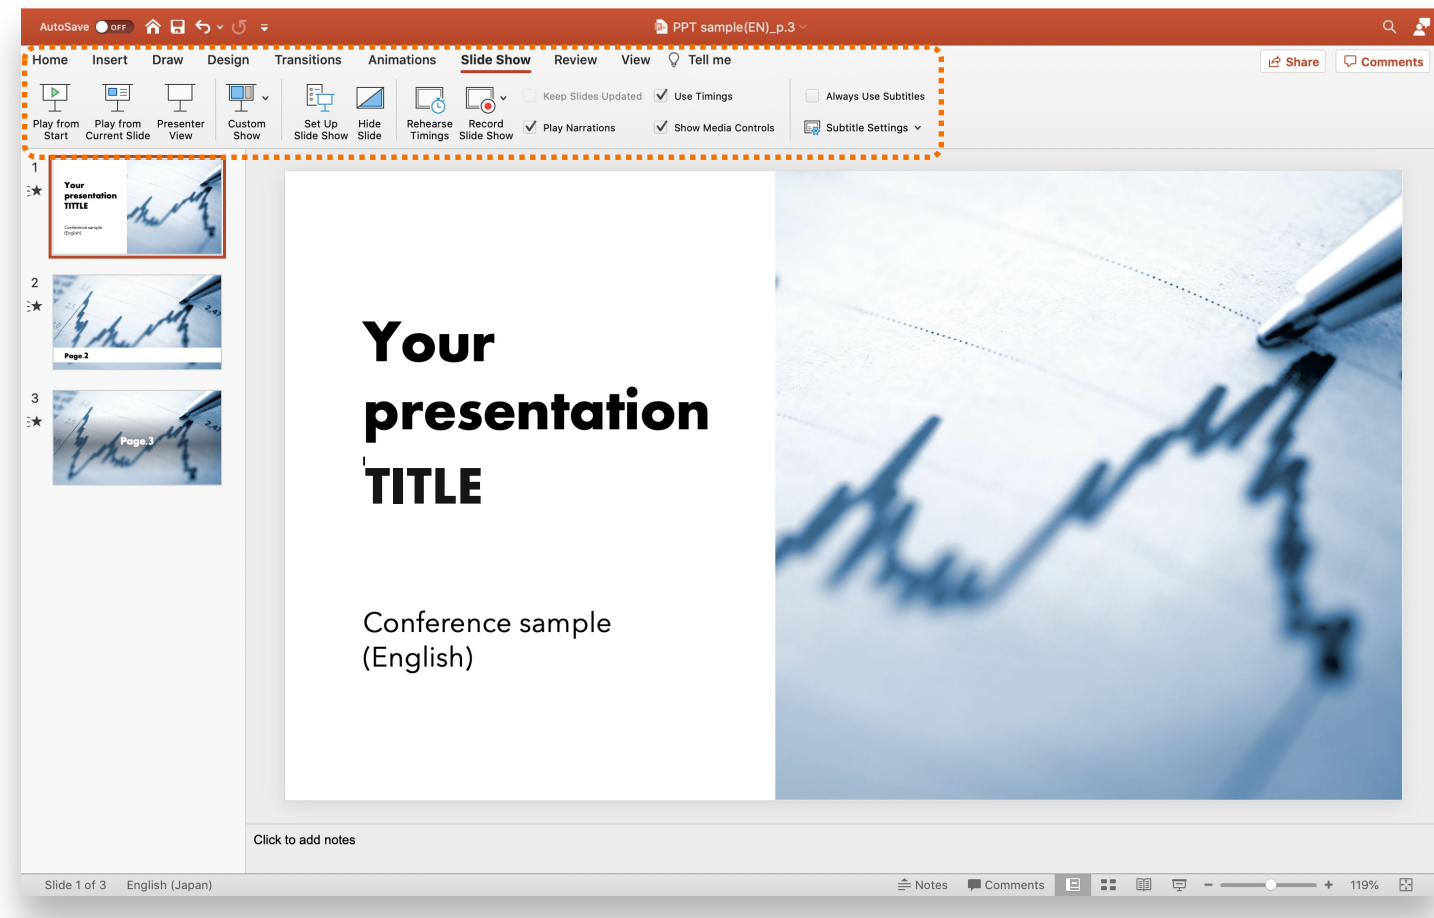 AutoSave OFF
PPT sample(EN)_p.3
Home Insert Draw Design Transitions Animations Slide Show Review View Tell me
Share Comments
Keep Slides Updated Use Timings Always Use Subtitles
Play from Start
Play from Current Slide
Presenter View
Custom Show
Set Up Slide Show
Hide Slide
Rehearse Timings
Record Slide Show
Play Narrations Show Media Controls Subtitle Settings
1
Your
presentation
TITTLE
Conference sample
(English)
2
Page.2
3
Page.3
Your
presentation
TITLE
Conference sample
(English)
Click to add notes
Slide 1 of 3 English (Japan)
Notes Comments 119%